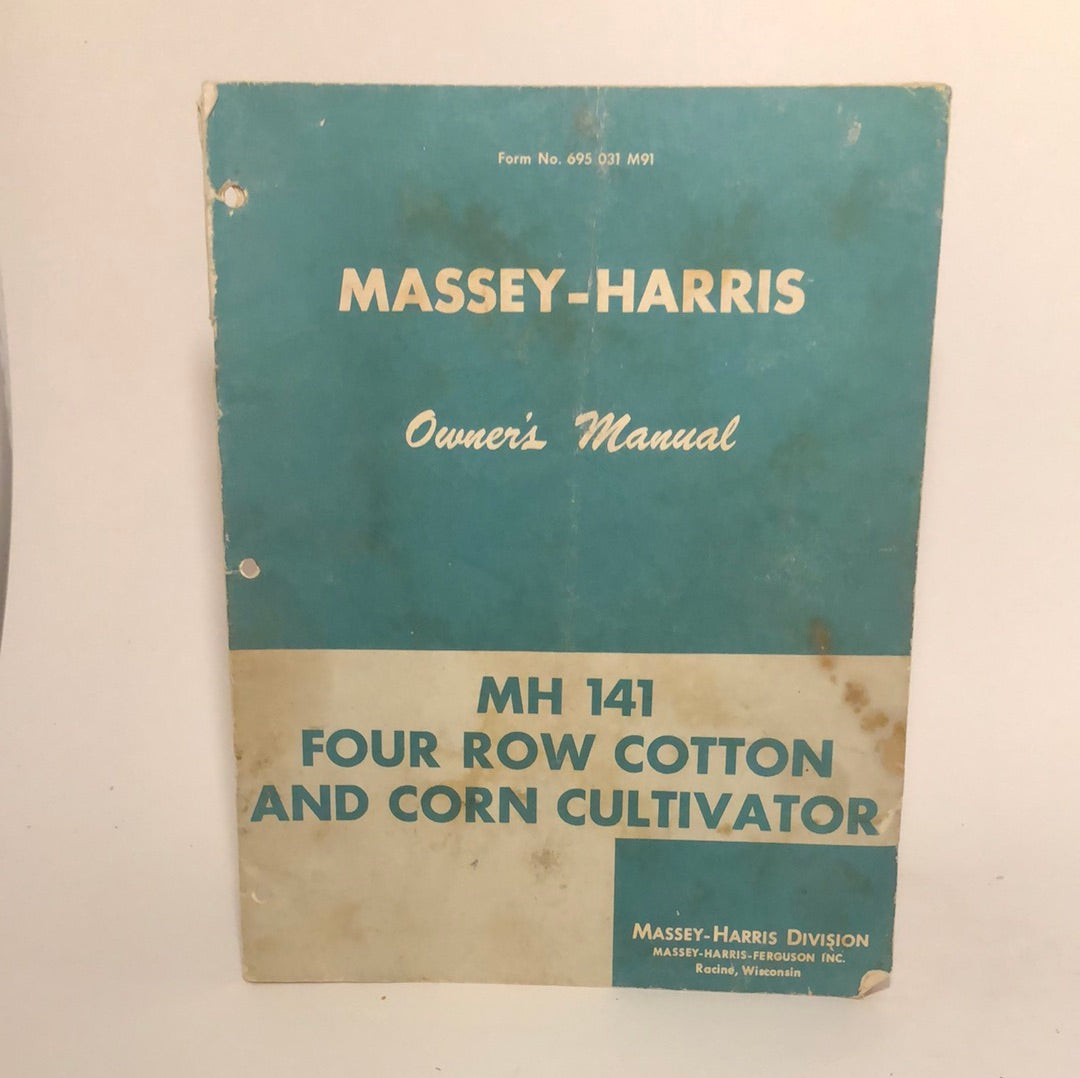 Form No. 695 031 M91
MASSEY-HARRIS
Owner's Manual
MH 141
FOUR ROW COTTON
AND CORN CULTIVATOR
MASSEY-HARRIS DIVISION
MASSEY-HARRIS-FERGUSON INC.
Racine, Wisconsin